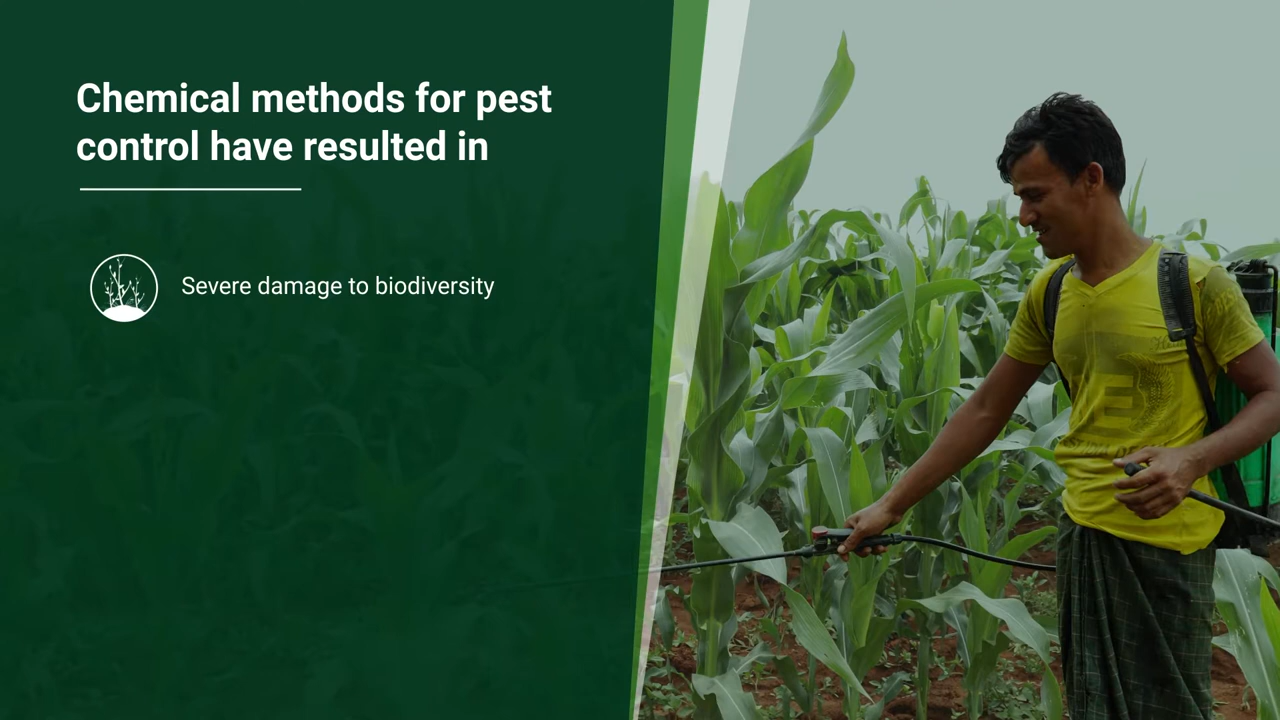 Chemical methods for pest
control have resulted in
Severe damage to biodiversity